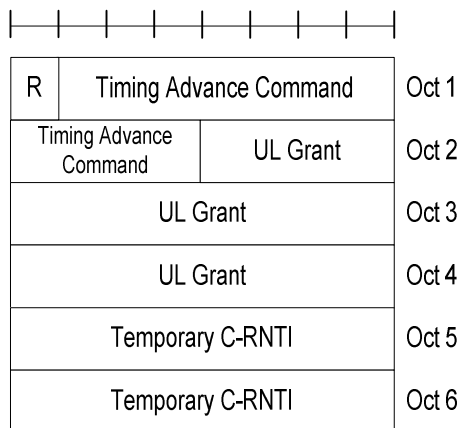 R Timing Advance Command Oct 1
Timing Advance
Command UL Grant Oct 2
UL Grant Oct 3
UL Grant Oct 4
Temporary C-RNTI Oct 5
Temporary C-RNTI Oct 6